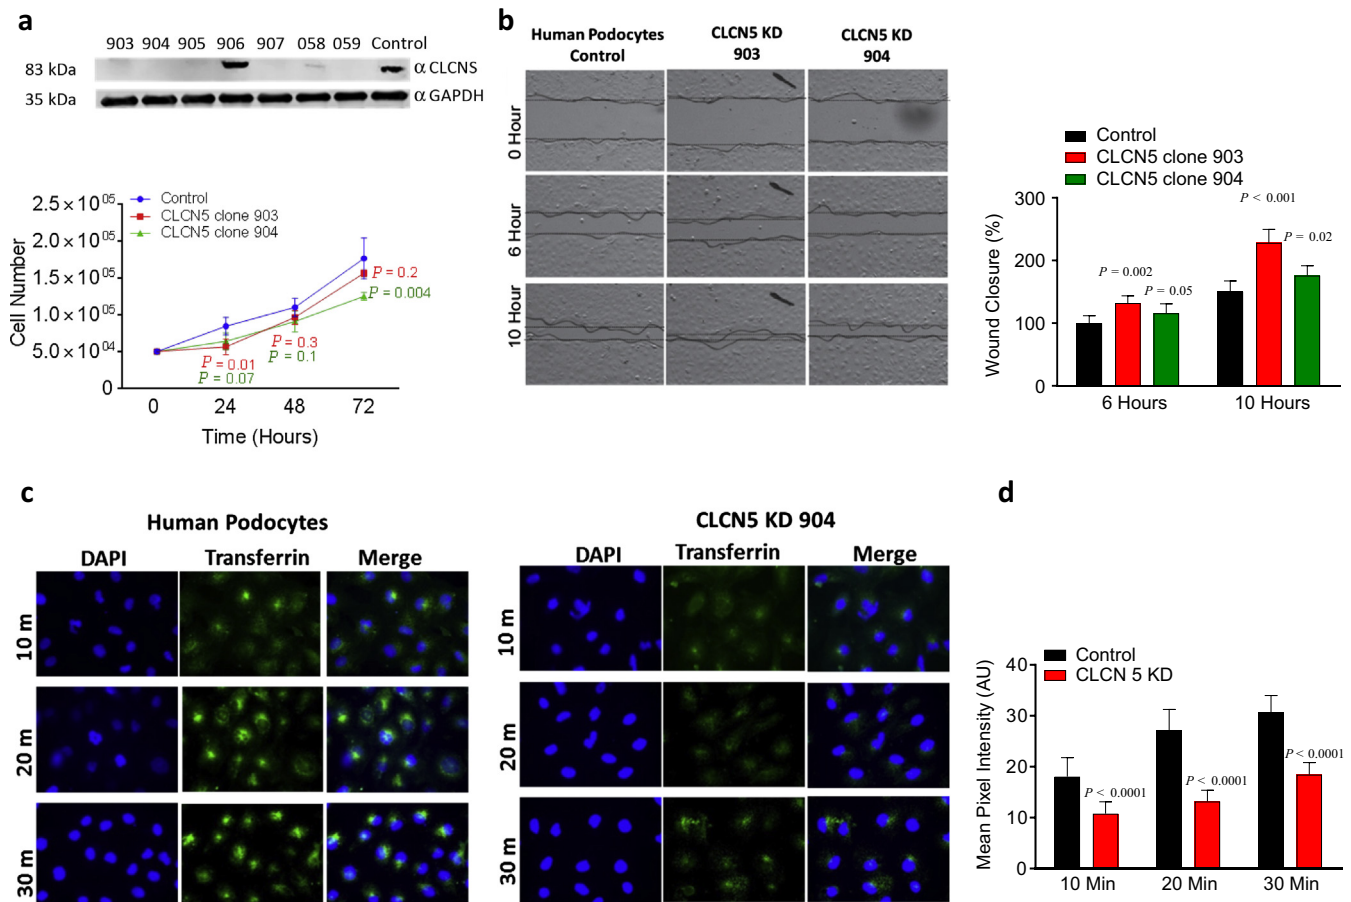 a
903 904 905 906 907 058 059 Control
83 kDa α CLCNS
35 kDa α GAPDH
Control
CLCN5 clone 903
CLCN5 clone 904
Cell Number
2.5 × 10^05
2.0 × 10^05
1.5 × 10^05
1.0 × 10^05
5.0 × 10^04
0
P = 0.2
P = 0.004
P = 0.3
P = 0.1
P = 0.01
P = 0.07
0 24 48 72
Time (Hours)
b
Human Podocytes
Control
CLCN5 KD
903
CLCN5 KD
904
0 Hour
6 Hour
10 Hour
Control
CLCN5 clone 903
CLCN5 clone 904
Wound Closure (%)
300
200
100
0
P = 0.002
P = 0.05
P < 0.001
P = 0.02
6 Hours 10 Hours
c
Human Podocytes
DAPI Transferrin Merge
10 m
20 m
30 m
CLCN5 KD 904
DAPI Transferrin Merge
10 m
20 m
30 m
d
Control
CLCN 5 KD
Mean Pixel Intensity (AU)
40
30
20
10
0
P < 0.0001
P < 0.0001
P < 0.0001
10 Min 20 Min 30 Min